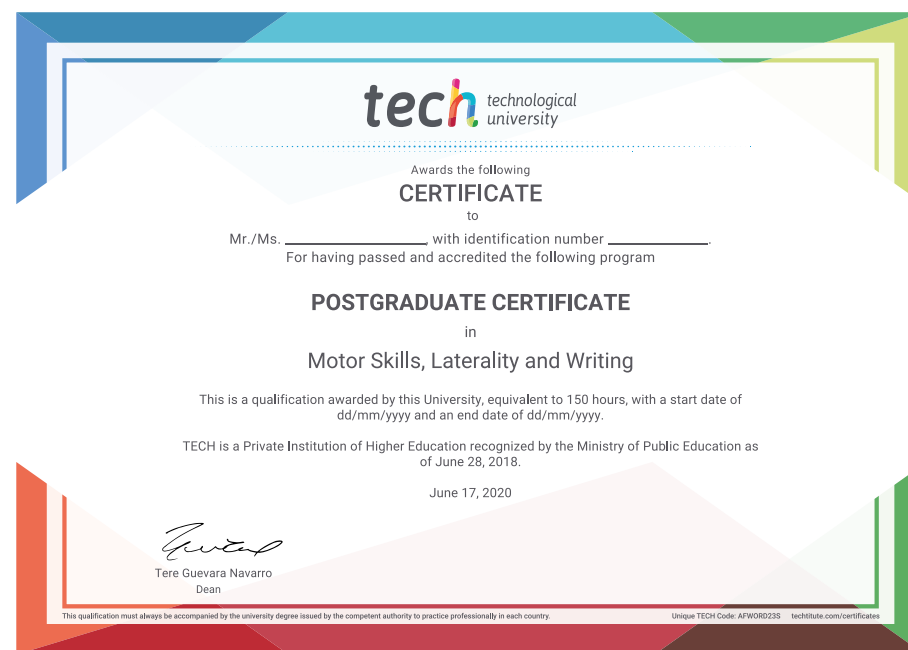 tech technological university
Awards the following
CERTIFICATE
to
Mr./Ms. ____________, with identification number ____________.
For having passed and accredited the following program
POSTGRADUATE CERTIFICATE
in
Motor Skills, Laterality and Writing
This is a qualification awarded by this University, equivalent to 150 hours, with a start date of
dd/mm/yyyy and an end date of dd/mm/yyyy.
TECH is a Private Institution of Higher Education recognized by the Ministry of Public Education as
of June 28, 2018.
June 17, 2020
Tere Guevara Navarro
Dean
This qualification must always be accompanied by the university degree issued by the competent authority to practice professionally in each country.
Unique TECH Code: AFWORD23S techtitute.com/certificates